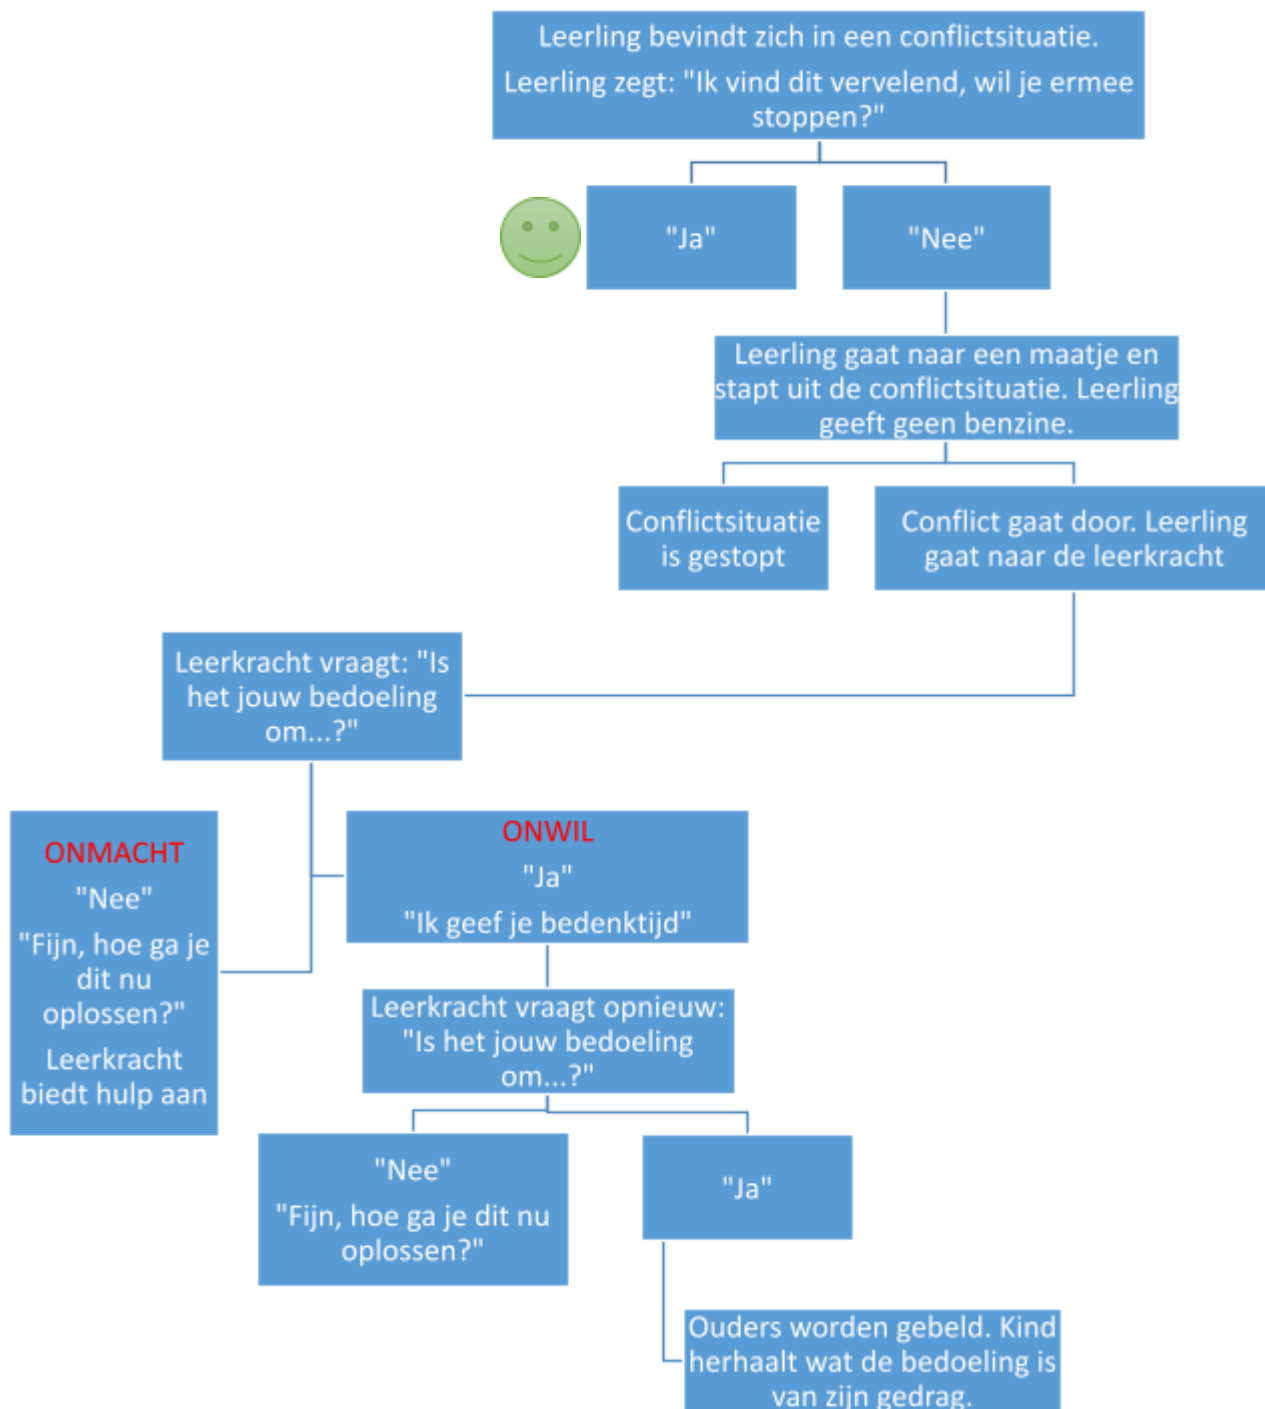 Leerling bevindt zich in een conflictsituatie.
Leerling zegt: "Ik vind dit vervelend, wil je ermee
stoppen?"
"Ja"
"Nee"
Leerling gaat naar een maatje en
stapt uit de conflictsituatie. Leerling
geeft geen benzine.
Conflictsituatie
is gestopt
Conflict gaat door. Leerling
gaat naar de leerkracht
Leerkracht vraagt: "Is
het jouw bedoeling
om...?"
ONMACHT
"Nee"
"Fijn, hoe ga je
dit nu
oplossen?"
Leerkracht
biedt hulp aan
ONWIL
"Ja"
"Ik geef je bedenktijd"
Leerkracht vraagt opnieuw:
"Is het jouw bedoeling
om...?"
"Nee"
"Fijn, hoe ga je dit nu
oplossen?"
"Ja"
Ouders worden gebeld. Kind
herhaalt wat de bedoeling is
van zijn gedrag.